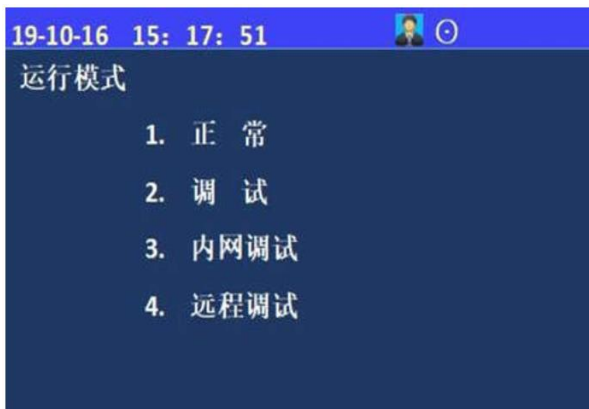 19-10-16 15: 17: 51
运行模式
1. 正 常
2. 调 试
3. 内网调试
4. 远程调试